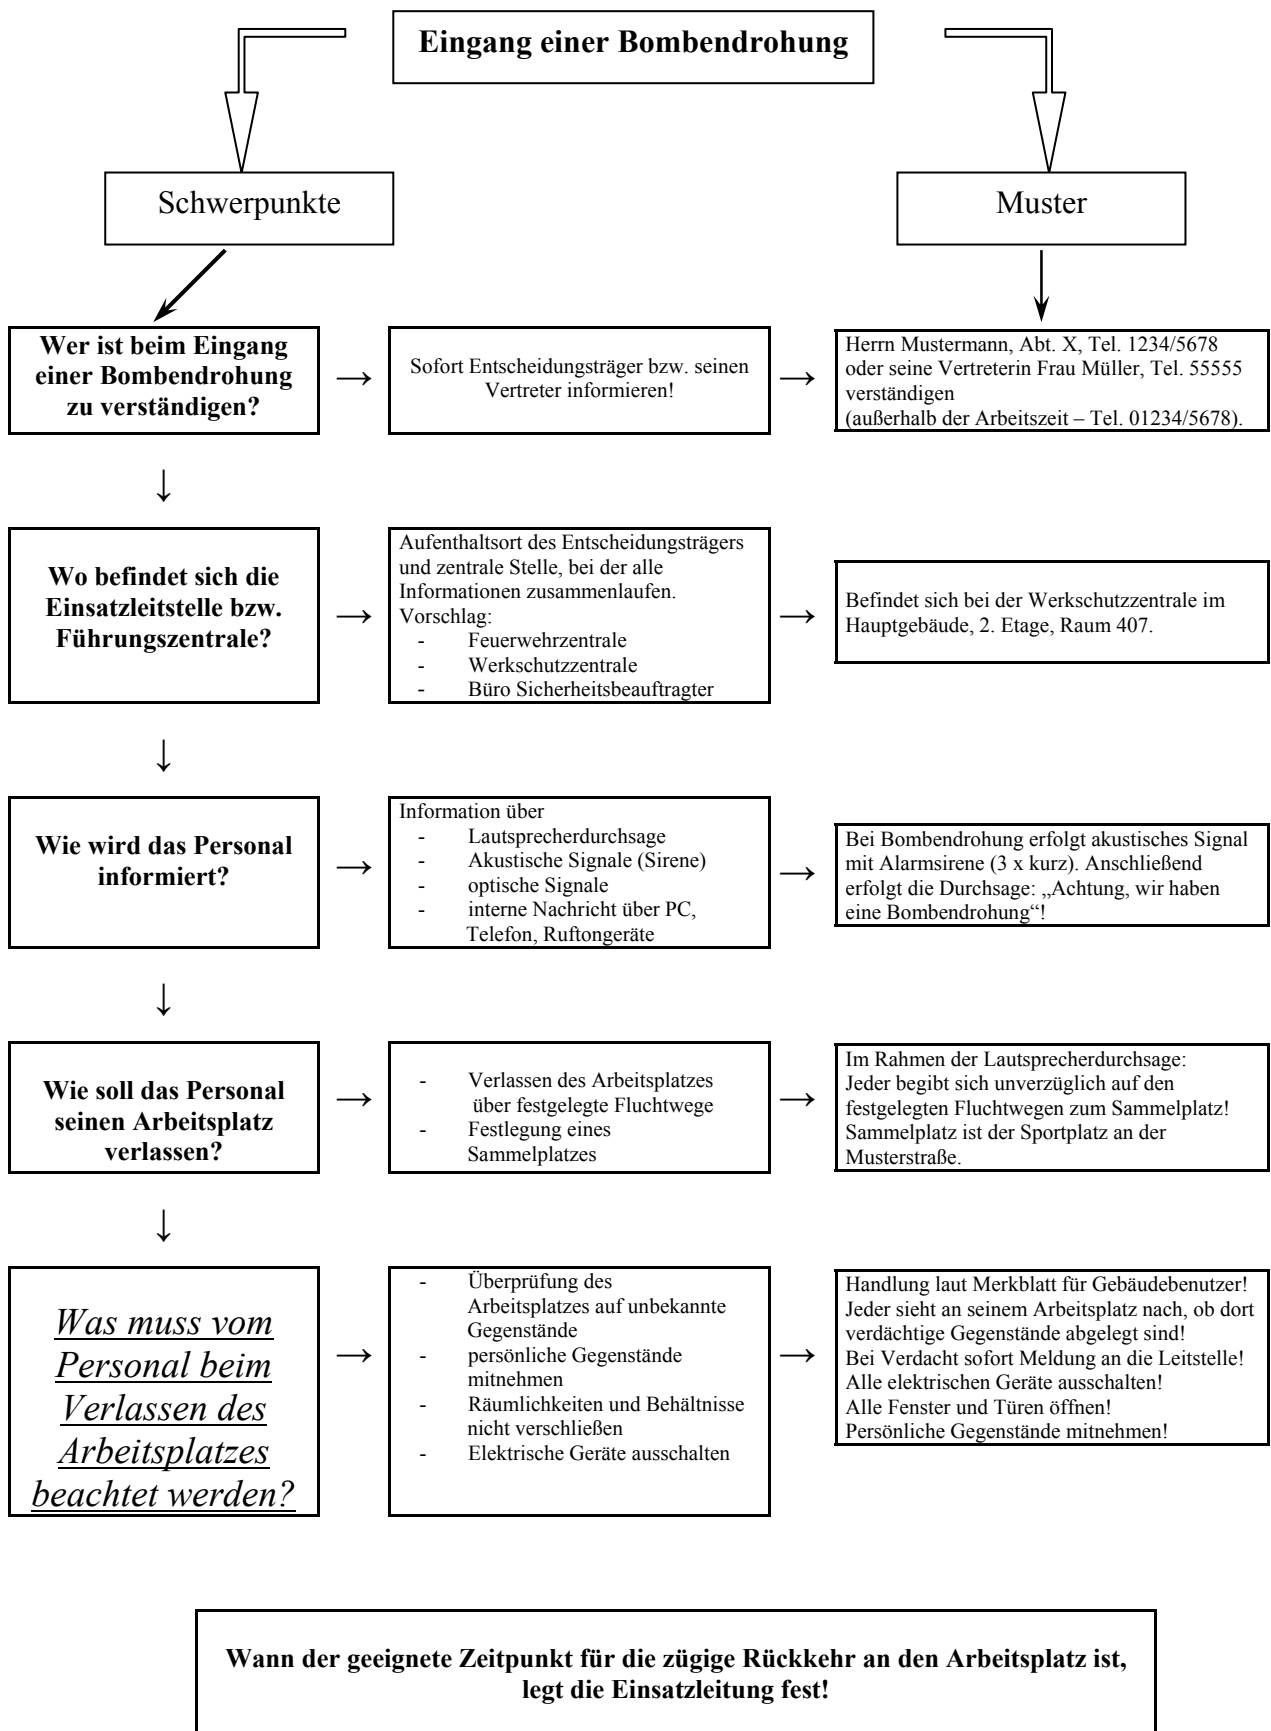 Eingang einer Bombendrohung
Schwerpunkte
Muster
Wer ist beim Eingang
einer Bombendrohung
zu verständigen?
→
Sofort Entscheidungsträger bzw. seinen
Vertreter informieren!
→
Herrn Mustermann, Abt. X, Tel. 1234/5678
oder seine Vertreterin Frau Müller, Tel. 55555
verständigen
(außerhalb der Arbeitszeit – Tel. 01234/5678).
↓
Wo befindet sich die
Einsatzleitstelle bzw.
Führungszentrale?
→
Aufenthaltsort des Entscheidungsträgers
und zentrale Stelle, bei der alle
Informationen zusammenlaufen.
Vorschlag:
- Feuerwehrzentrale
- Werkschutzzentrale
- Büro Sicherheitsbeauftragter
→
Befindet sich bei der Werkschutzzentrale im
Hauptgebäude, 2. Etage, Raum 407.
↓
Wie wird das Personal
informiert?
→
Information über
- Lautsprecherdurchsage
- Akustische Signale (Sirene)
- optische Signale
- interne Nachricht über PC,
Telefon, Ruftongeräte
→
Bei Bombendrohung erfolgt akustisches Signal
mit Alarmsirene (3 x kurz). Anschließend
erfolgt die Durchsage: „Achtung, wir haben
eine Bombendrohung“!
↓
Wie soll das Personal
seinen Arbeitsplatz
verlassen?
→
- Verlassen des Arbeitsplatzes
über festgelegte Fluchtwege
- Festlegung eines
Sammelplatzes
→
Im Rahmen der Lautsprecherdurchsage:
Jeder begibt sich unverzüglich auf den
festgelegten Fluchtwegen zum Sammelplatz!
Sammelplatz ist der Sportplatz an der
Musterstraße.
↓
Was muss vom
Personal beim
Verlassen des
Arbeitsplatzes
beachtet werden?
→
- Überprüfung des
Arbeitsplatzes auf unbekannte
Gegenstände
- persönliche Gegenstände
mitnehmen
- Räumlichkeiten und Behältnisse
nicht verschließen
- Elektrische Geräte ausschalten
→
Handlung laut Merkblatt für Gebäudebenutzer!
Jeder sieht an seinem Arbeitsplatz nach, ob dort
verdächtige Gegenstände abgelegt sind!
Bei Verdacht sofort Meldung an die Leitstelle!
Alle elektrischen Geräte ausschalten!
Alle Fenster und Türen öffnen!
Persönliche Gegenstände mitnehmen!
Wann der geeignete Zeitpunkt für die zügige Rückkehr an den Arbeitsplatz ist,
legt die Einsatzleitung fest!